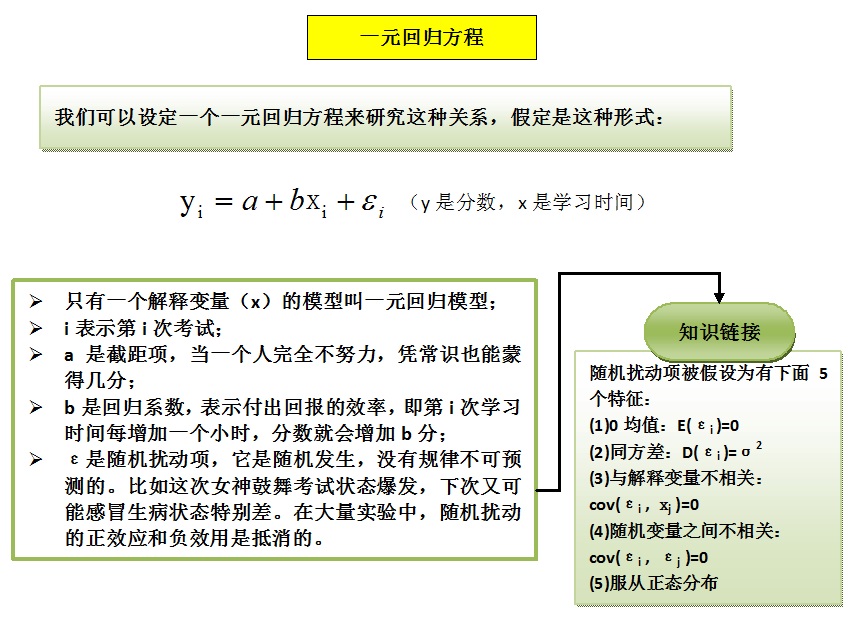 一元回归方程
我们可以设定一个一元回归方程来研究这种关系，假定是这种形式：
yᵢ = a + bxᵢ + εᵢ （y 是分数，x 是学习时间）
➢ 只有一个解释变量（x）的模型叫一元回归模型；
➢ i 表示第 i 次考试；
➢ a 是截距项，当一个人完全不努力，凭常识也能蒙
得几分；
➢ b 是回归系数，表示付出回报的效率，即第 i 次学习
时间每增加一个小时，分数就会增加 b 分；
➢ ε是随机扰动项，它是随机发生，没有规律不可预
测的。比如这次女神鼓舞考试状态爆发，下次又可
能感冒生病状态特别差。在大量实验中，随机扰动
的正效应和负效用是抵消的。
知识链接
随机扰动项被假设为有下面 5
个特征：
(1)0 均值：E(εᵢ)=0
(2)同方差：D(εᵢ)=σ²
(3)与解释变量不相关：
cov(εᵢ，xⱼ)=0
(4)随机变量之间不相关：
cov(εᵢ，εⱼ)=0
(5)服从正态分布